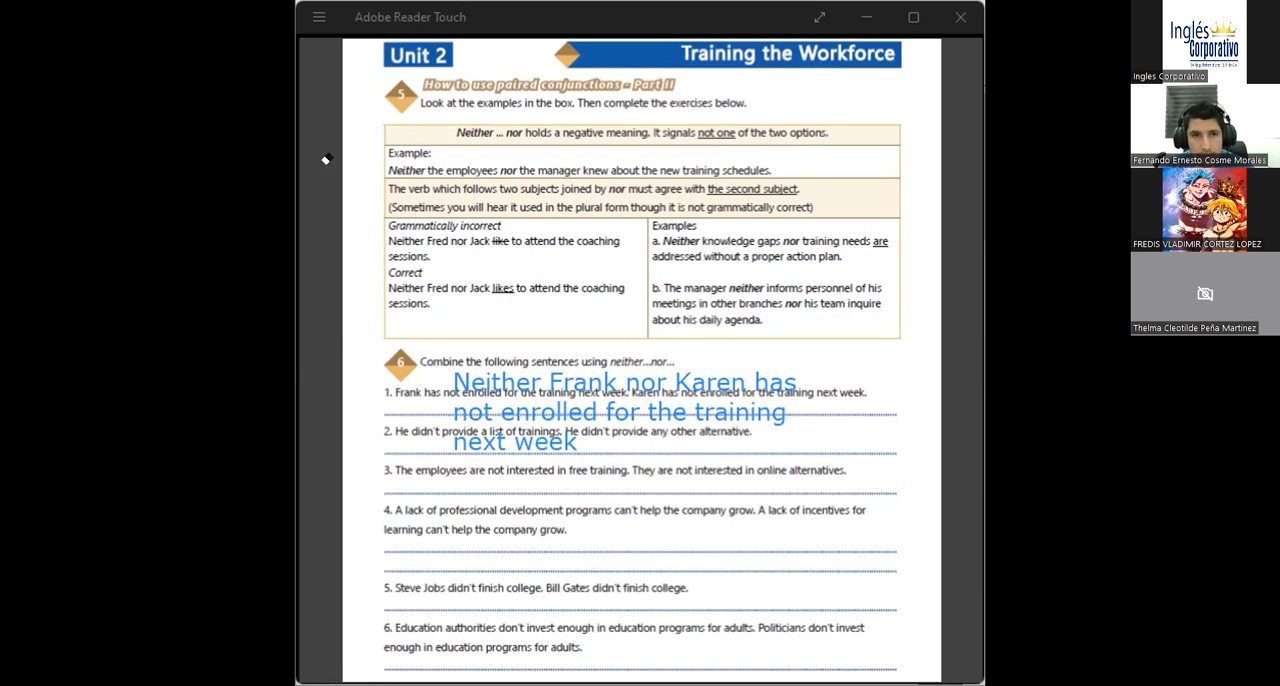 Adobe Reader Touch
Unit 2
Training the Workforce
5
How to use paired conjunctions - Part II
Look at the examples in the box. Then complete the exercises below.
Neither ... nor holds a negative meaning. It signals not one of the two options.
Example:
Neither the employees nor the manager knew about the new training schedules.
The verb which follows two subjects joined by nor must agree with the second subject.
(Sometimes you will hear it used in the plural form though it is not grammatically correct)
Grammatically incorrect
Neither Fred nor Jack like to attend the coaching
sessions.
Correct
Neither Fred nor Jack likes to attend the coaching
sessions.
Examples
a. Neither knowledge gaps nor training needs are
addressed without a proper action plan.
b. The manager neither informs personnel of his
meetings in other branches nor his team inquire
about his daily agenda.
6
Combine the following sentences using neither...nor...
Neither Frank nor Karen has
not enrolled for the training
next week
1. Frank has not enrolled for the training next week. Karen has not enrolled for the training next week.
2. He didn't provide a list of trainings. He didn't provide any other alternative.
3. The employees are not interested in free training. They are not interested in online alternatives.
4. A lack of professional development programs can't help the company grow. A lack of incentives for
learning can't help the company grow.
5. Steve Jobs didn't finish college. Bill Gates didn't finish college.
6. Education authorities don't invest enough in education programs for adults. Politicians don't invest
enough in education programs for adults.
Inglés
Corporativo
Ingles Corporativo
Fernando Ernesto Cosme Morales
FREDIS VLADIMIR CORTEZ LOPEZ
Thelma Cleotilde Peña Martinez